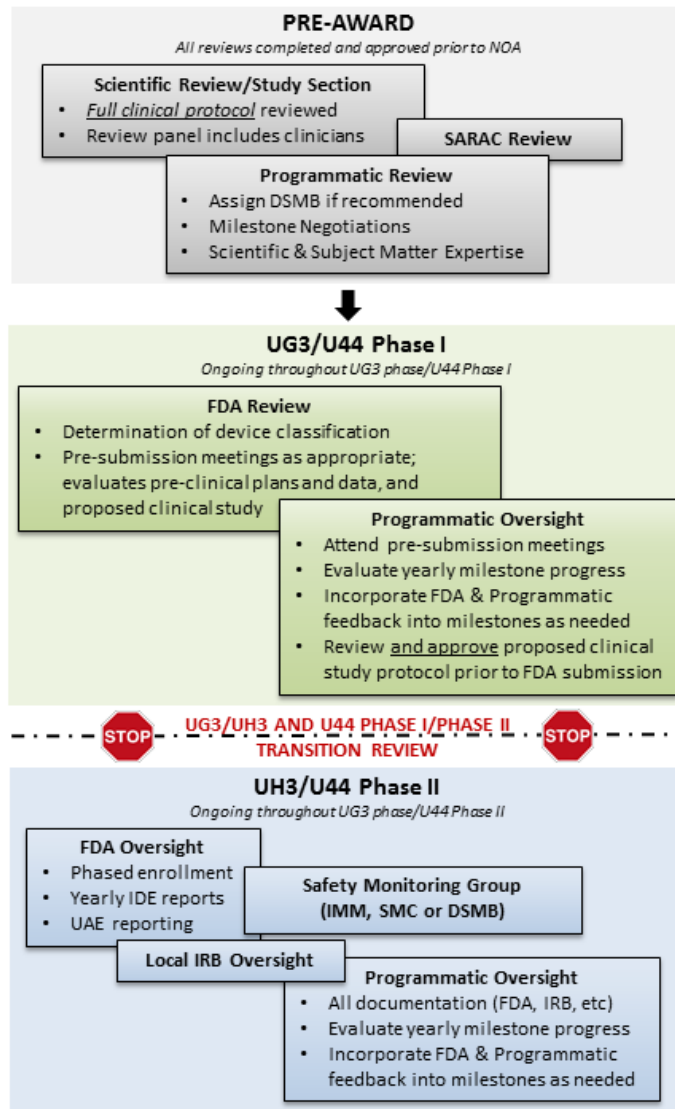 PRE-AWARD
All reviews completed and approved prior to NOA
Scientific Review/Study Section
• Full clinical protocol reviewed
• Review panel includes clinicians
SARAC Review
Programmatic Review
• Assign DSMB if recommended
• Milestone Negotiations
• Scientific & Subject Matter Expertise
UG3/U44 Phase I
Ongoing throughout UG3 phase/U44 Phase I
FDA Review
• Determination of device classification
• Pre-submission meetings as appropriate;
evaluates pre-clinical plans and data, and
proposed clinical study
Programmatic Oversight
• Attend pre-submission meetings
• Evaluate yearly milestone progress
• Incorporate FDA & Programmatic
feedback into milestones as needed
• Review and approve proposed clinical
study protocol prior to FDA submission
STOP
UG3/UH3 AND U44 PHASE I/PHASE II
TRANSITION REVIEW
STOP
UH3/U44 Phase II
Ongoing throughout UG3 phase/U44 Phase II
FDA Oversight
• Phased enrollment
• Yearly IDE reports
• UAE reporting
Safety Monitoring Group
(IMM, SMC or DSMB)
Local IRB Oversight
Programmatic Oversight
• All documentation (FDA, IRB, etc)
• Evaluate yearly milestone progress
• Incorporate FDA & Programmatic
feedback into milestones as needed